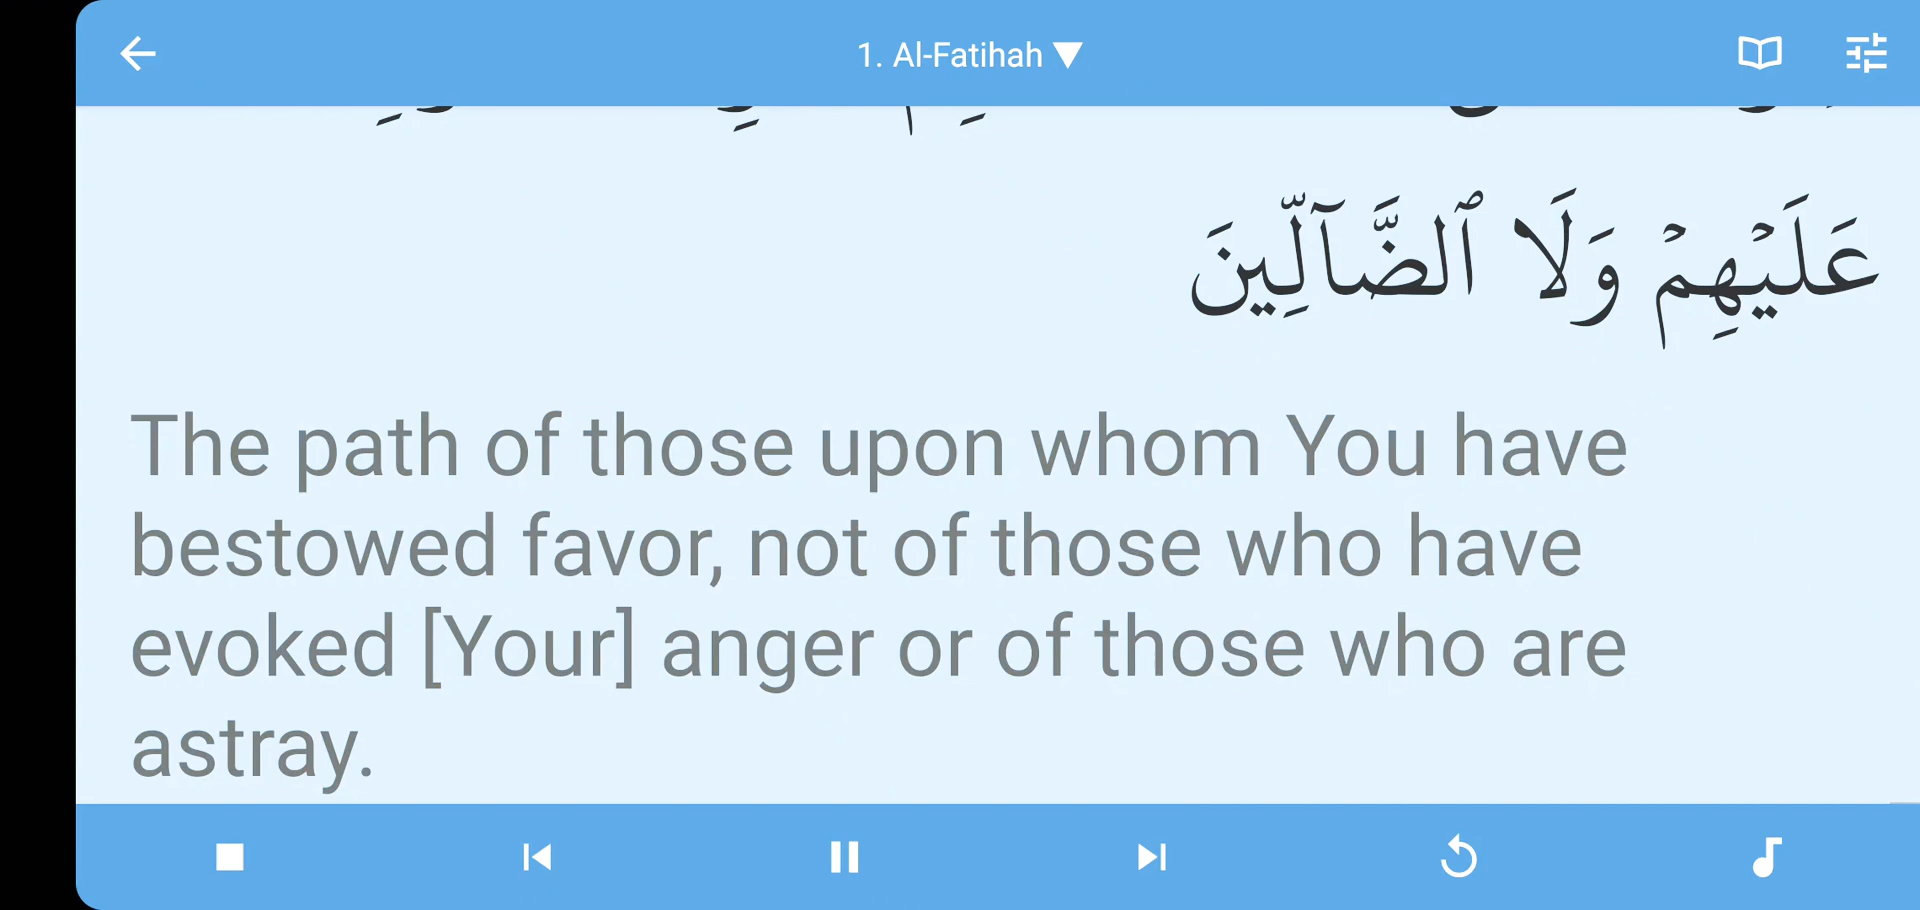 1. Al-Fatihah ▼
عَلَيْهِمْ وَلَا ٱلضَّآلِّينَ
The path of those upon whom You have
bestowed favor, not of those who have
evoked [Your] anger or of those who are
astray.